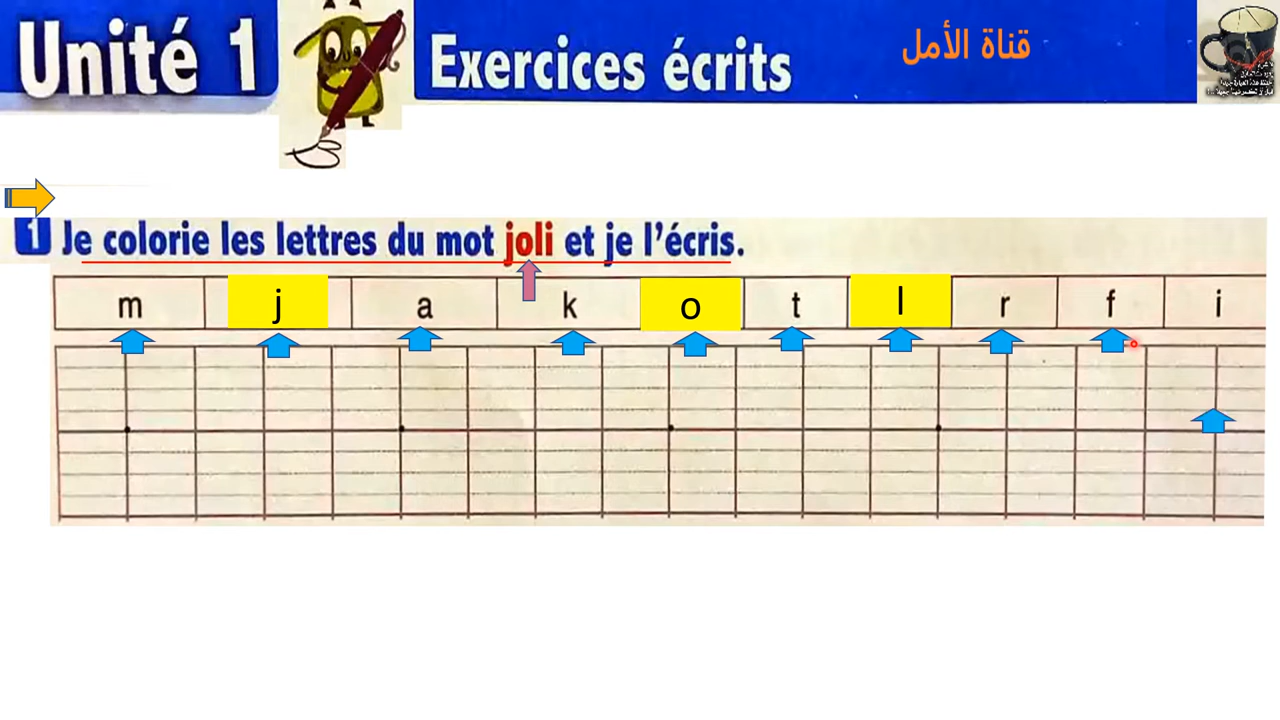 Unité 1
Exercices écrits
قناة الأمل
1 Je colorie les lettres du mot joli et je l'écris.
m j a k o t l r f i